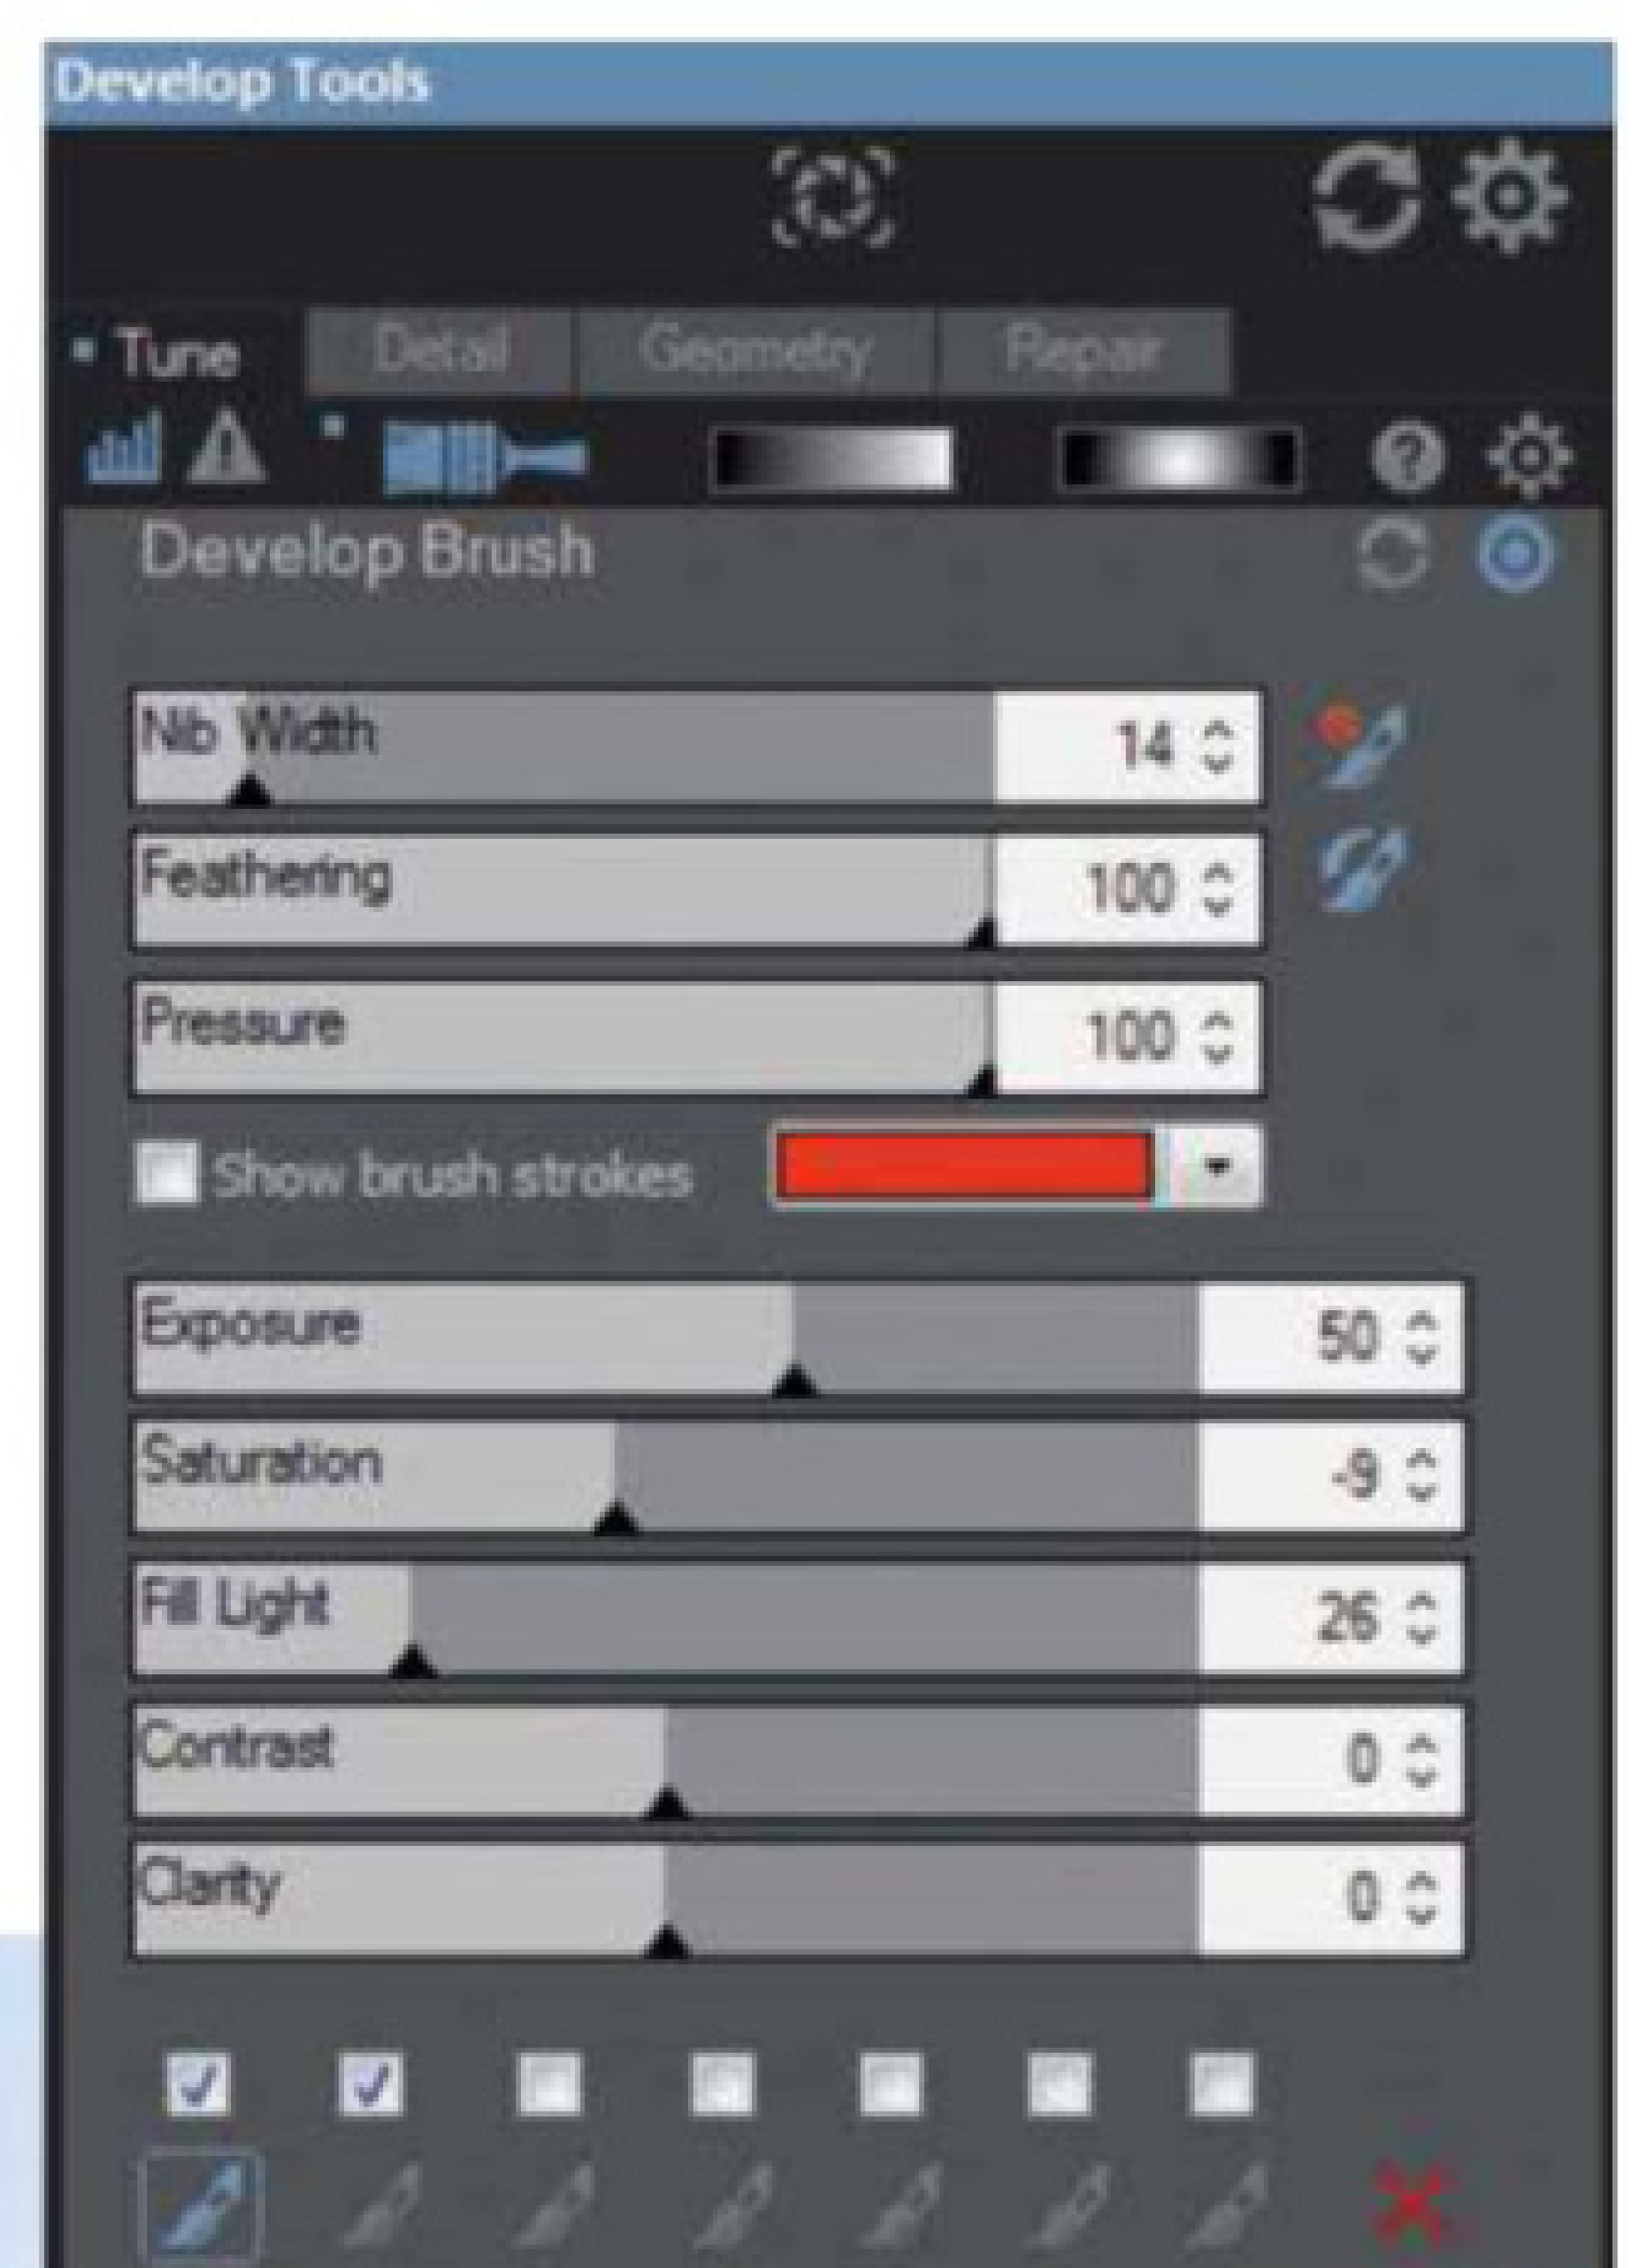 Develop Tools
Tune Detail Geometry Repair
?
Develop Brush
Nib Width 14
Feathering 100
Pressure 100
Show brush strokes
Exposure 50
Saturation -9
Fill Light 26
Contrast 0
Clarity 0